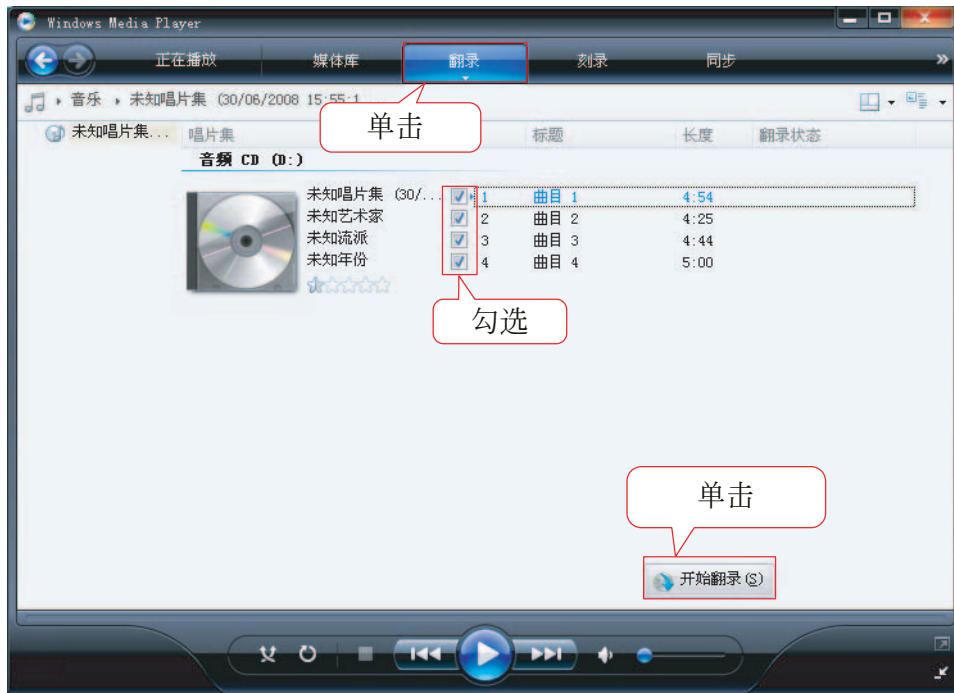 Windows Media Player
正在播放 媒体库 翻录 刻录 同步 »
音乐 未知唱片集 (30/06/2008 15:55:1
单击
未知唱片集... 唱片集 标题 长度 翻录状态
音频 CD (D:)
未知唱片集 (30/... 1 曲目 1 4:54
未知艺术家 2 曲目 2 4:25
未知流派 3 曲目 3 4:44
未知年份 4 曲目 4 5:00
勾选
单击
开始翻录(S)